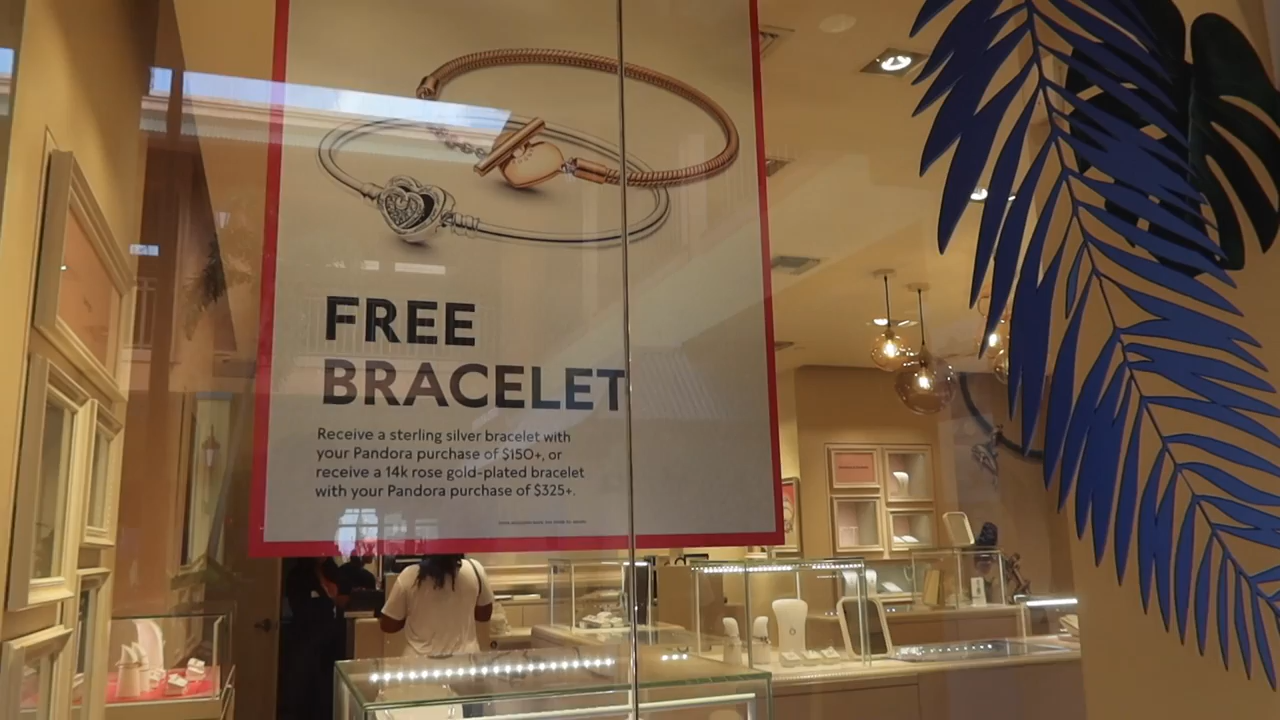 FREE
BRACELET
Receive a sterling silver bracelet with
your Pandora purchase of $150+, or
receive a 14k rose gold-plated bracelet
with your Pandora purchase of $325+.